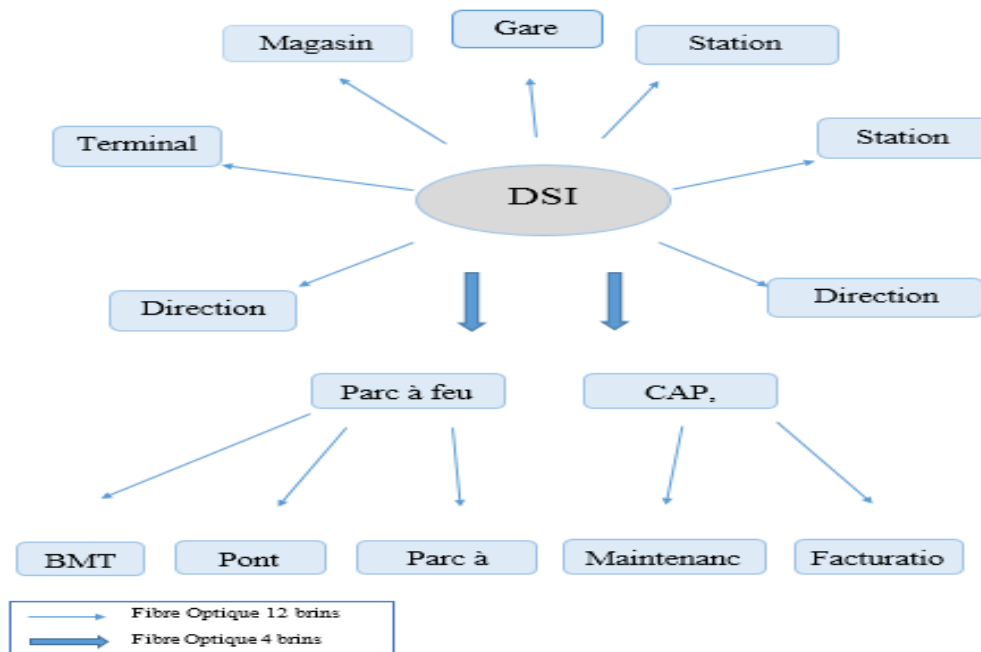 Gare
Magasin
Station
Terminal
Station
DSI
Direction
Direction
Parc à feu
CAP,
BMT
Pont
Parc à
Maintenanc
Facturatio
Fibre Optique 12 brins
Fibre Optique 4 brins